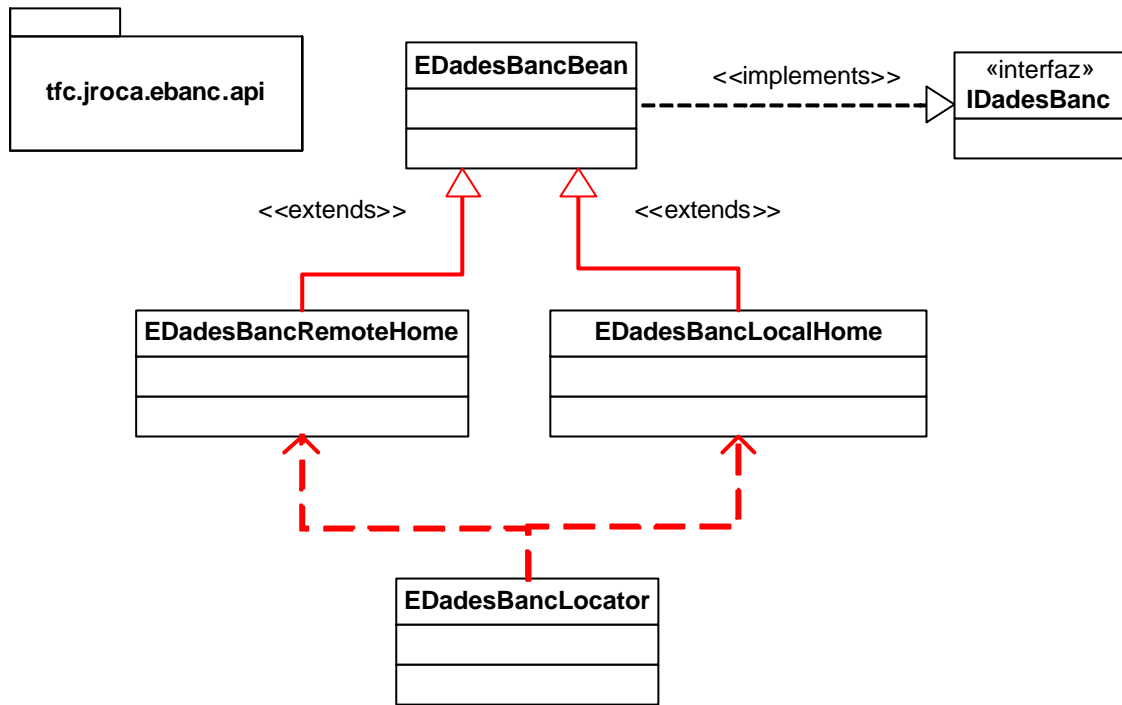 tfc.jroca.ebanc.api
EDadesBancBean
<<implements>>
«interfaz»
IDadesBanc
<<extends>>
<<extends>>
EDadesBancRemoteHome
EDadesBancLocalHome
EDadesBancLocator